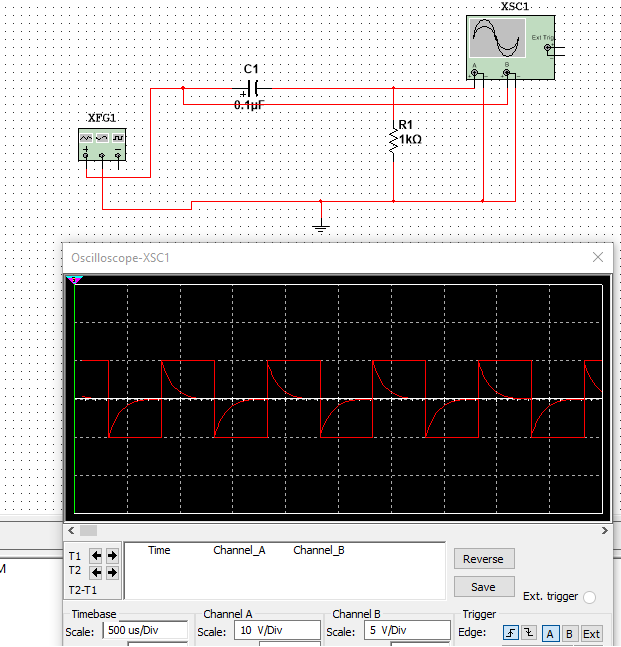 XSC1
Ext Trig
A
B
C1
0.1µF
XFG1
R1
1kΩ
Oscilloscope-XSC1
T1
T2
T2-T1
Time Channel_A Channel_B
Reverse
Save
Ext. trigger
M
Timebase
Scale: 500 us/Div
Channel A
Scale: 10 V/Div
Channel B
Scale: 5 V/Div
Trigger
Edge: A B Ext